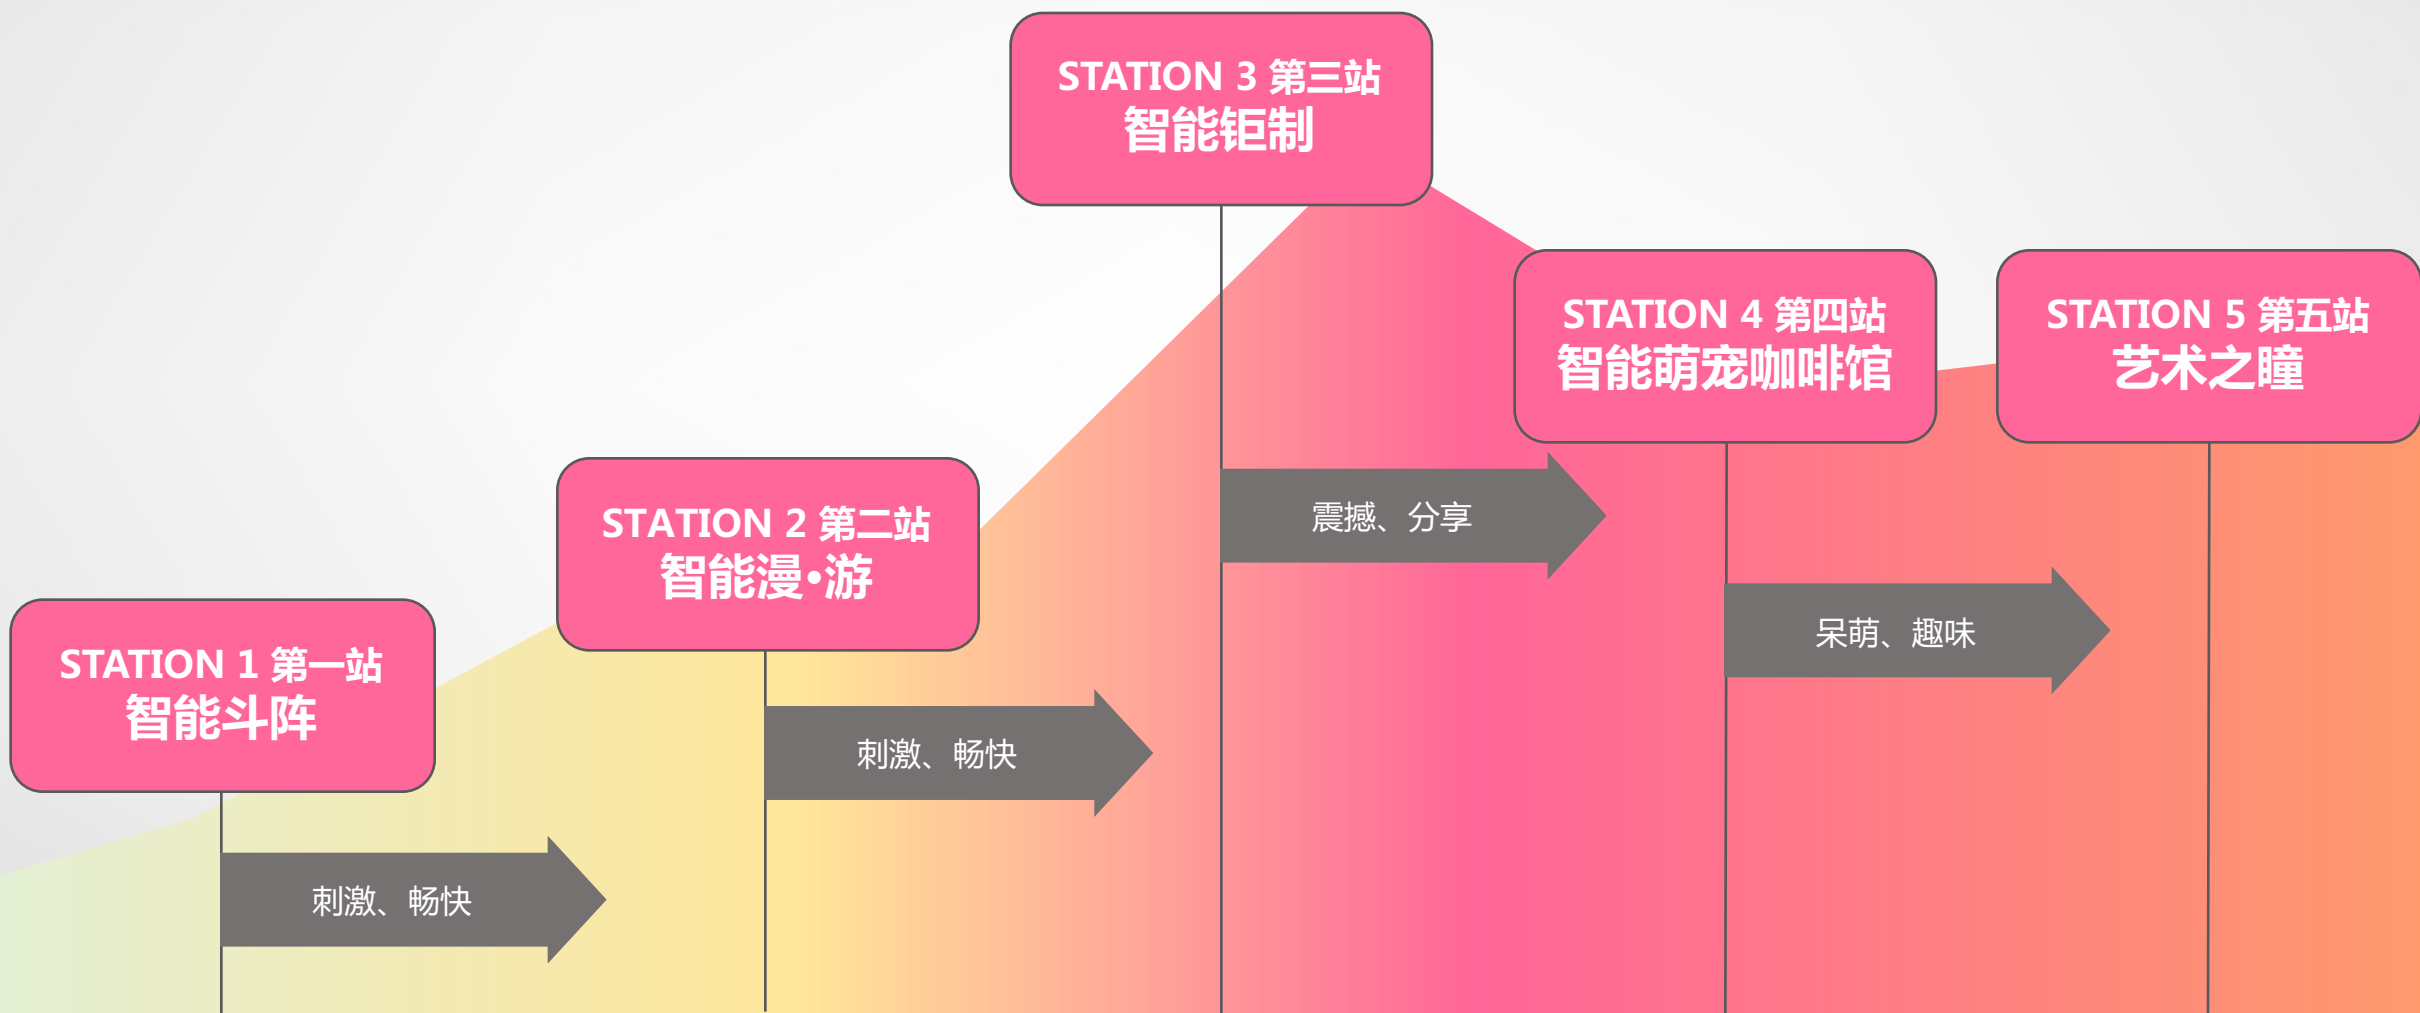 STATION 1 第一站
智能斗阵
刺激、畅快
STATION 2 第二站
智能漫•游
刺激、畅快
STATION 3 第三站
智能钜制
震撼、分享
STATION 4 第四站
智能萌宠咖啡馆
呆萌、趣味
STATION 5 第五站
艺术之瞳